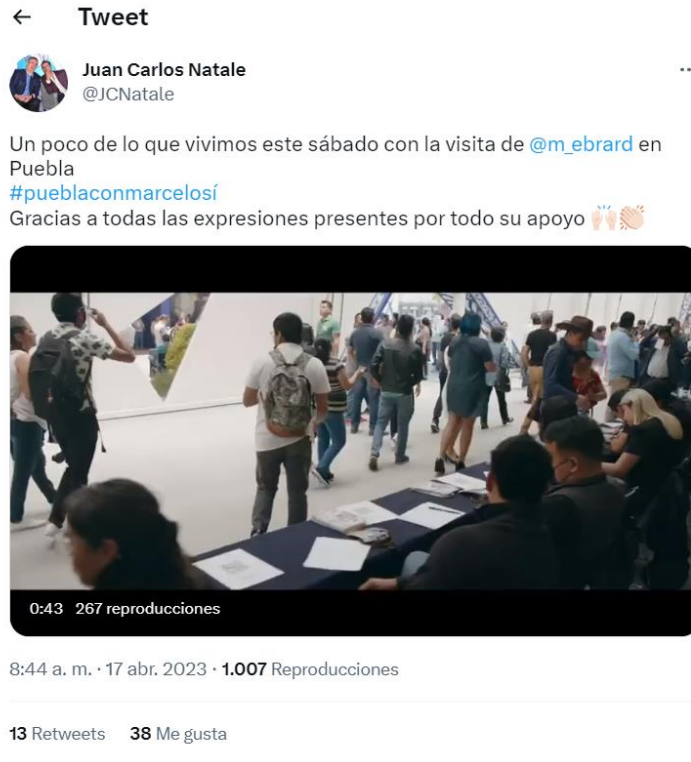 Tweet
Juan Carlos Natale
@JCNatale
Un poco de lo que vivimos este sábado con la visita de @m_ebrard en
Puebla
#pueblaconmarcelosí
Gracias a todas las expresiones presentes por todo su apoyo 🙌🏻👏🏻
0:43 267 reproducciones
8:44 a. m. · 17 abr. 2023 · 1.007 Reproducciones
13 Retweets 38 Me gusta